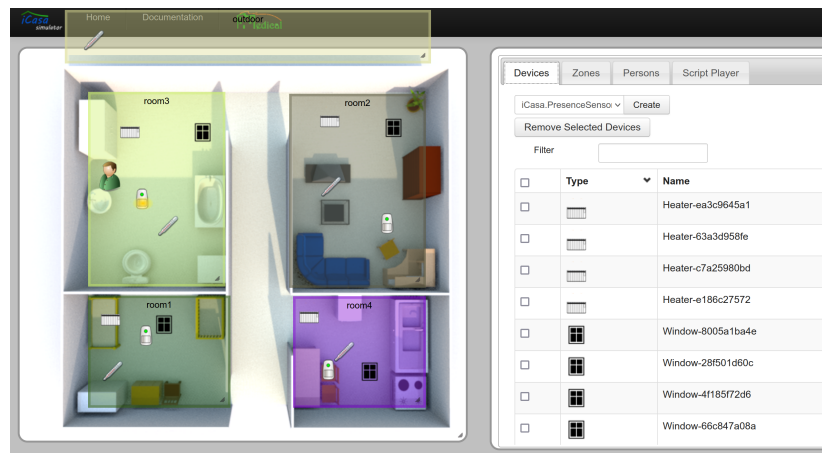 iCasa
simulator
Home
Documentation
outdoor
Medical
room3
room2
room1
room4
Devices
Zones
Persons
Script Player
iCasa.PresenceSensor
Create
Remove Selected Devices
Filter
Type
Name
Heater-ea3c9645a1
Heater-63a3d958fe
Heater-c7a25980bd
Heater-e186c27572
Window-8005a1ba4e
Window-28f501d60c
Window-4f185f72d6
Window-66c847a08a